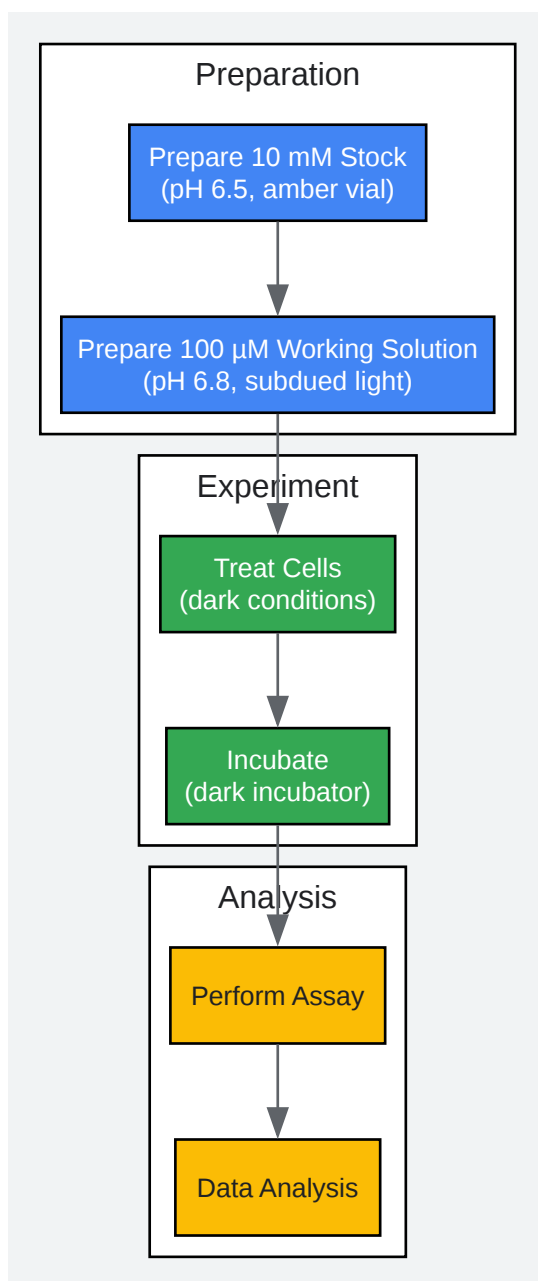 Preparation
Prepare 10 mM Stock
(pH 6.5, amber vial)
Prepare 100 µM Working Solution
(pH 6.8, subdued light)
Experiment
Treat Cells
(dark conditions)
Incubate
(dark incubator)
Analysis
Perform Assay
Data Analysis